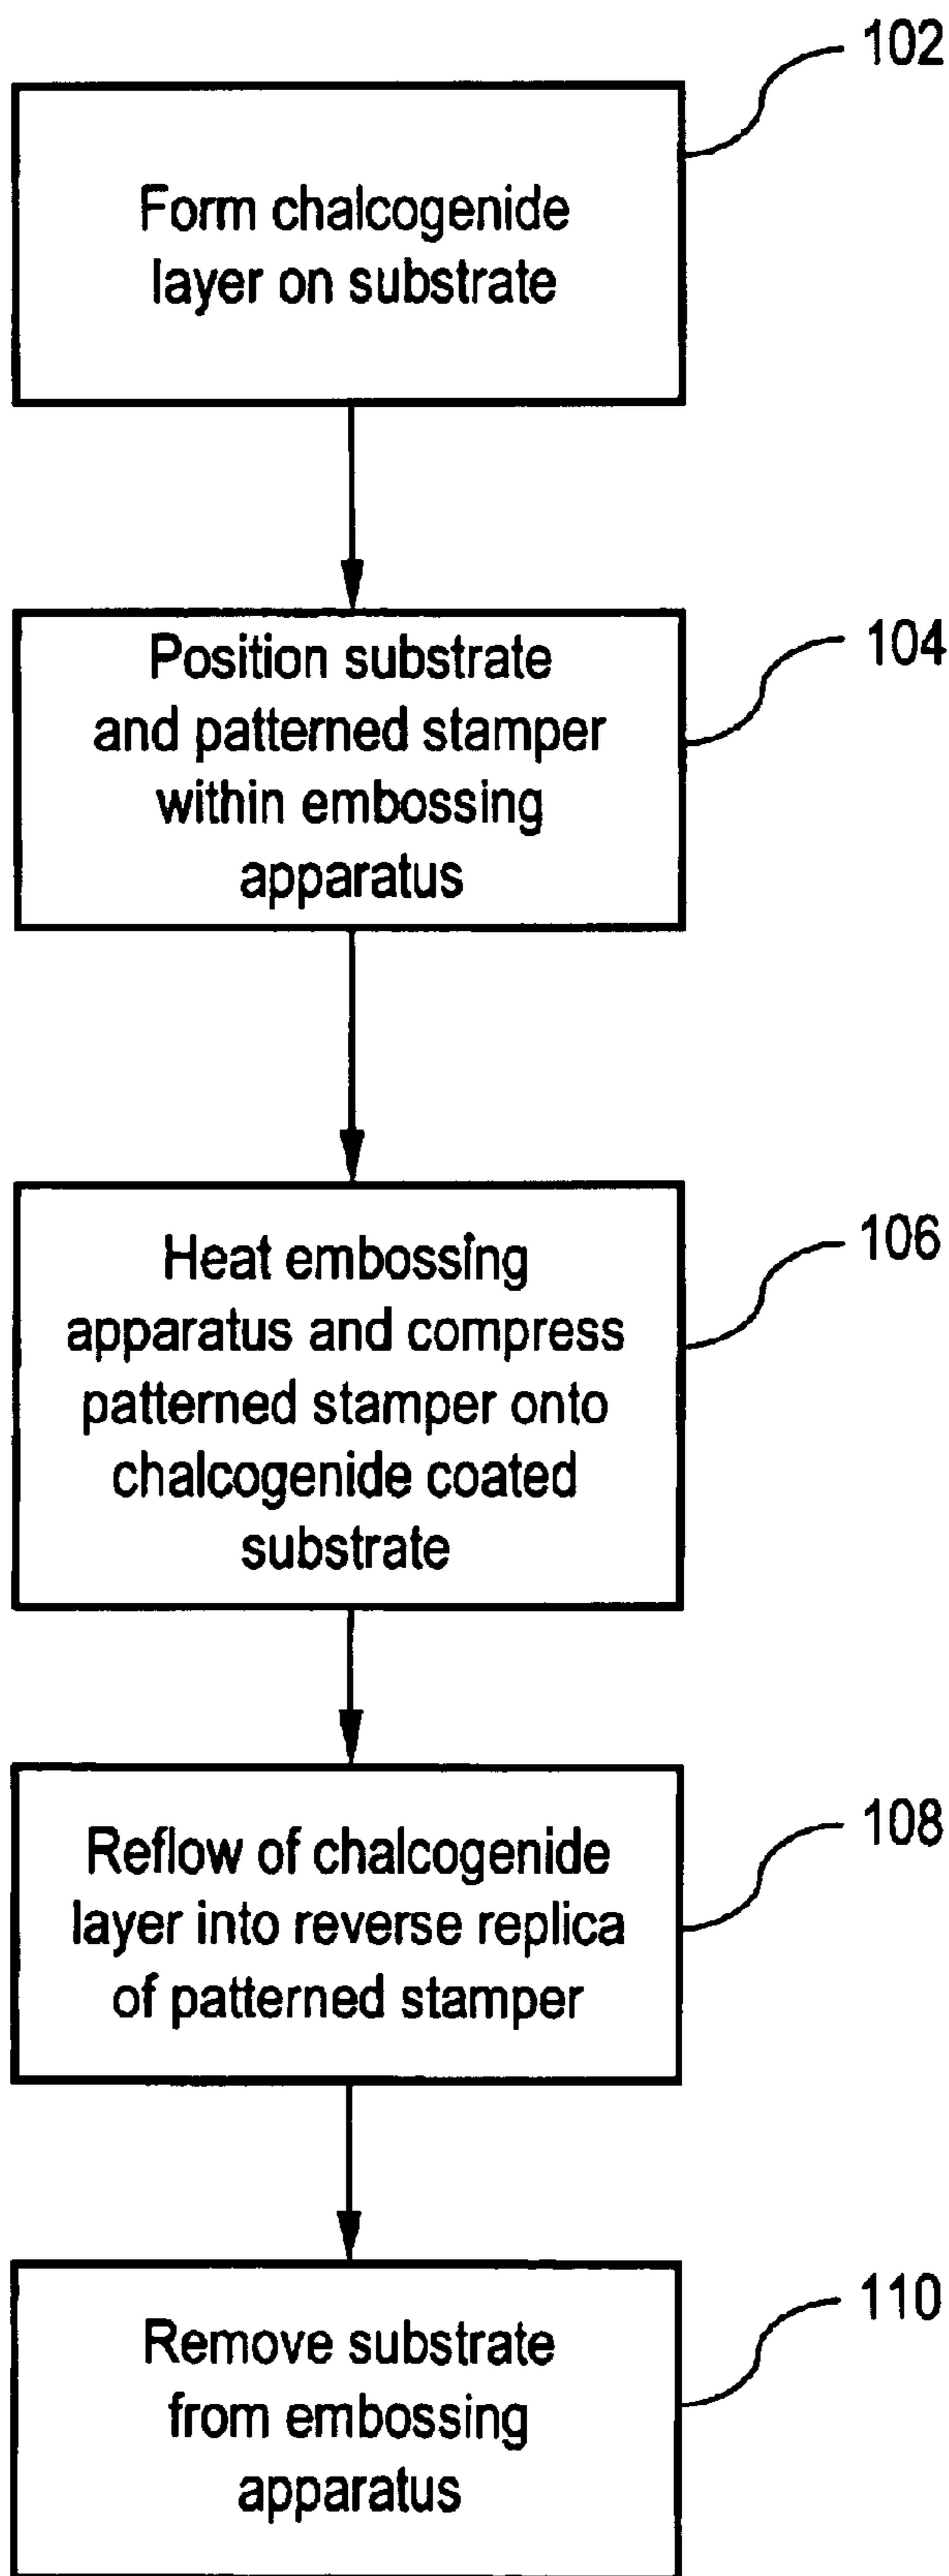 102
Form chalcogenide
layer on substrate
104
Position substrate
and patterned stamper
within embossing
apparatus
106
Heat embossing
apparatus and compress
patterned stamper onto
chalcogenide coated
substrate
108
Reflow of chalcogenide
layer into reverse replica
of patterned stamper
110
Remove substrate
from embossing
apparatus